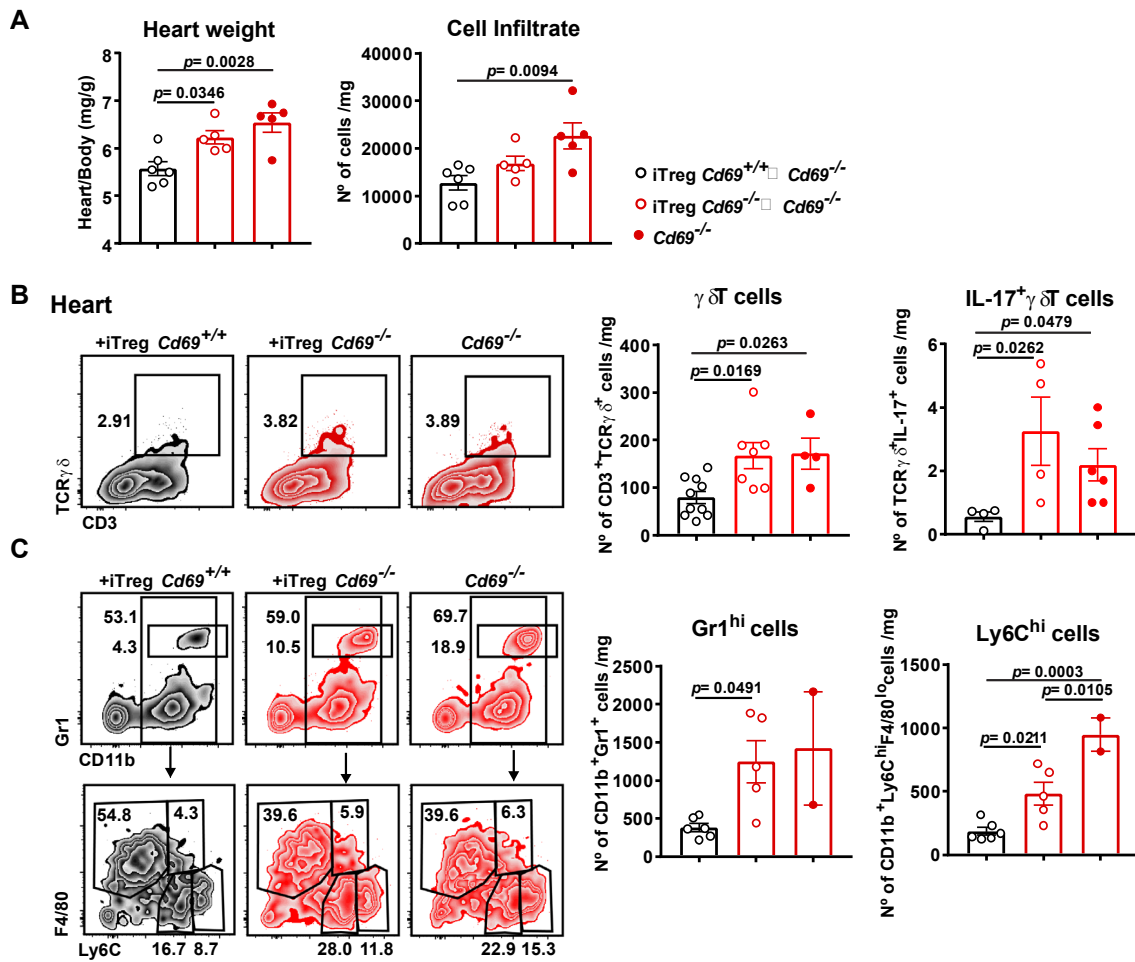 A
Heart weight
Heart/Body (mg/g)
8
7
6
5
4
p= 0.0028
p= 0.0346
Cell Infiltrate
Nº of cells /mg
40000
30000
20000
10000
0
p= 0.0094
iTreg Cd69+/+□ Cd69-/-
iTreg Cd69-/-□ Cd69-/-
Cd69-/-
B
Heart
+iTreg Cd69+/+
+iTreg Cd69-/-
Cd69-/-
2.91
3.82
3.89
TCRγδ
CD3
γ δT cells
Nº of CD3+TCRγδ+ cells /mg
400
300
200
100
0
p= 0.0263
p= 0.0169
IL-17+γ δT cells
Nº of TCRγδ+IL-17+ cells /mg
6
4
2
0
p= 0.0479
p= 0.0262
C
+iTreg Cd69+/+
+iTreg Cd69-/-
Cd69-/-
53.1
4.3
59.0
10.5
69.7
18.9
Gr1
CD11b
54.8
4.3
39.6
5.9
39.6
6.3
F4/80
Ly6C
16.7 8.7
28.0 11.8
22.9 15.3
Gr1hi cells
Nº of CD11b+Gr1+ cells /mg
2500
2000
1500
1000
500
0
p= 0.0491
Ly6Chi cells
Nº of CD11b+Ly6ChiF4/80locells /mg
1500
1000
500
0
p= 0.0003
p= 0.0105
p= 0.0211